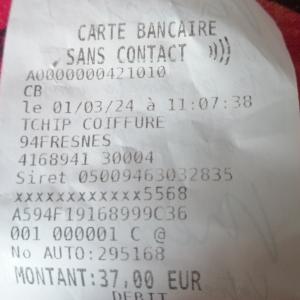 CARTE BANCAIRE
SANS CONTACT
A0000000421010
CB
le 01/03/24 à 11:07:38
TCHIP COIFFURE
94FRESNES
4168941 30004
Siret 05009463032835
xxxxxxxxxxxx5568
A594F19168999C36
001 000001 C @
No AUTO:295168
MONTANT:37,00 EUR
DEBIT